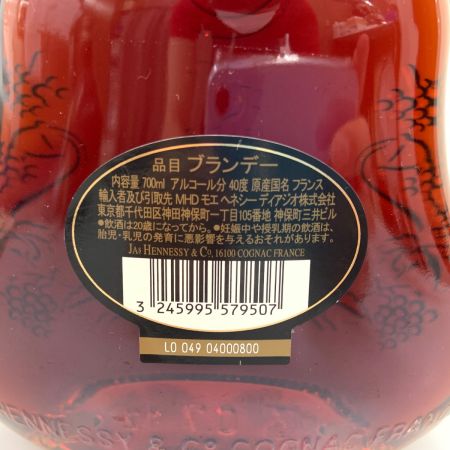 品目 ブランデー
内容量 700ml アルコール分 40度 原産国名 フランス
輸入者及び引取先 MHD モエ ヘネシー ディアジオ株式会社
東京都千代田区神田神保町一丁目105番地 神保町三井ビル
●飲酒は20歳になってから。 ●妊娠中や授乳期の飲酒は、
胎児・乳児の発育に悪影響を与えるおそれがあります。
JAS HENNESSY & CO, 16100 COGNAC FRANCE
3 245995 579507
L0 049 04000800
HENNESSY & CO COGNAC FRANCE